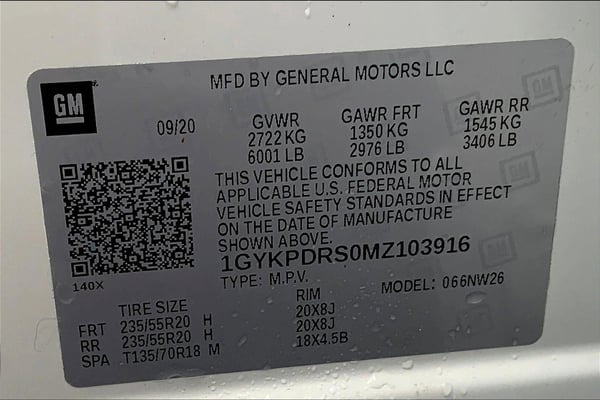 GM
MFD BY GENERAL MOTORS LLC
09/20
GVWR GAWR FRT GAWR RR
2722 KG 1350 KG 1545 KG
6001 LB 2976 LB 3406 LB
THIS VEHICLE CONFORMS TO ALL
APPLICABLE U.S. FEDERAL MOTOR
VEHICLE SAFETY STANDARDS IN EFFECT
ON THE DATE OF MANUFACTURE
SHOWN ABOVE.
1GYKPDRS0MZ103916
140X
TYPE: M.P.V. MODEL: 066NW26
TIRE SIZE RIM
FRT 235/55R20 H 20X8J
RR 235/55R20 H 20X8J
SPA T135/70R18 M 18X4.5B